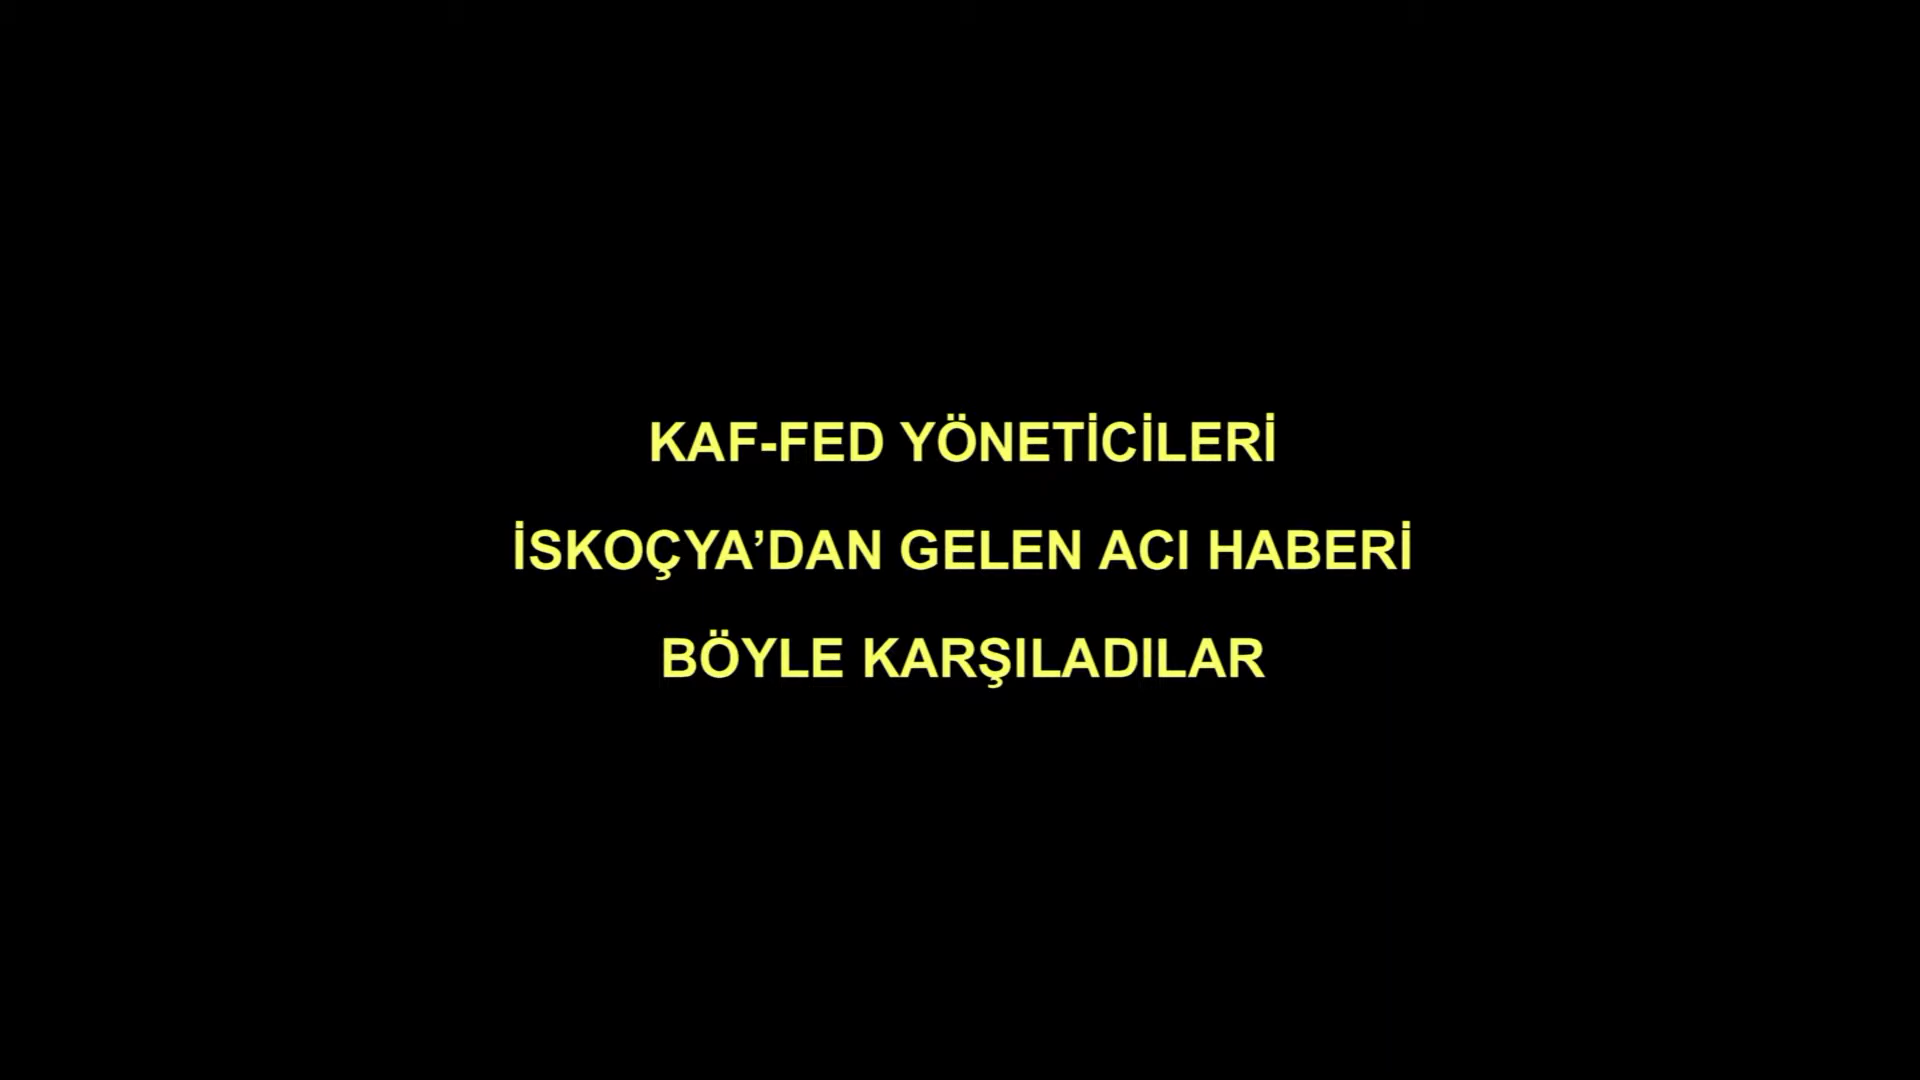 KAF-FED YÖNETİCİLERİ
İSKOÇYA’DAN GELEN ACI HABERİ
BÖYLE KARŞILADILAR